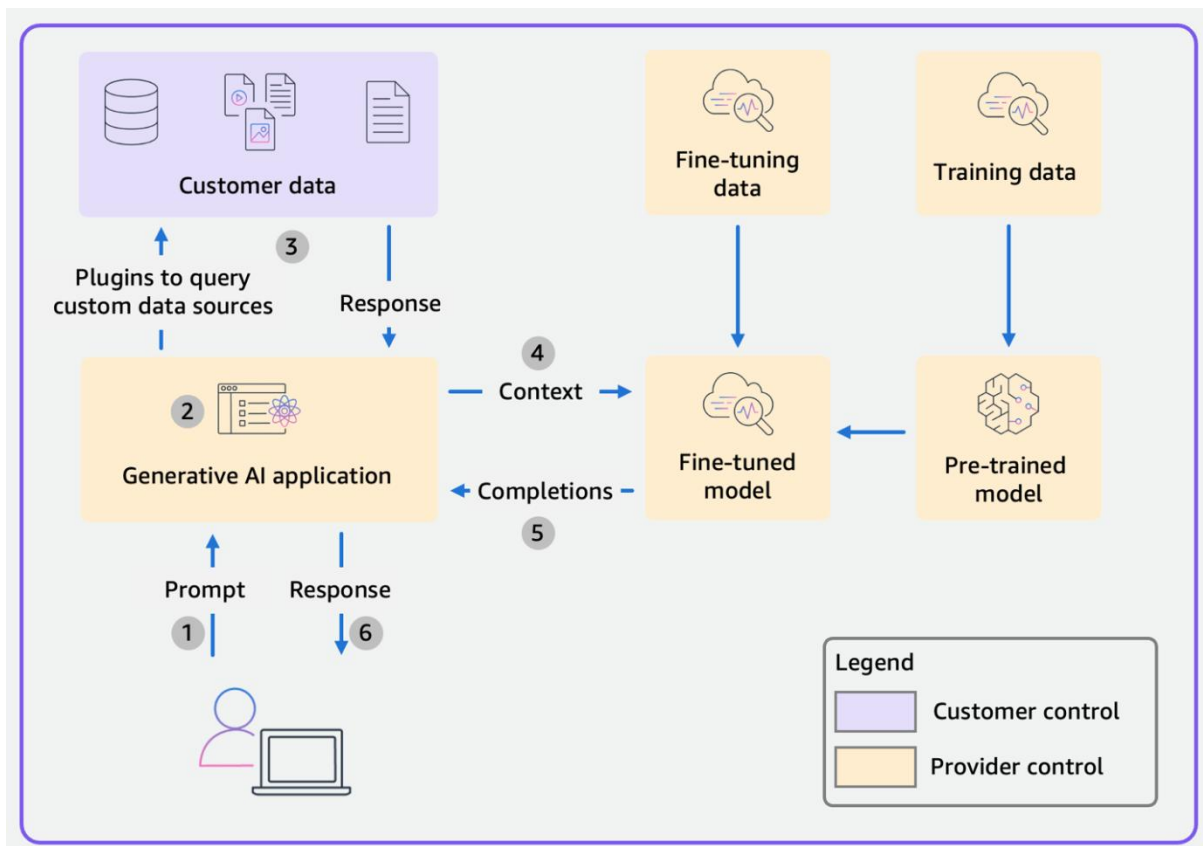 Customer data
Fine-tuning
data
Training data
3
Plugins to query
custom data sources
Response
4
Context
2
Generative AI application
Fine-tuned
model
Pre-trained
model
Completions
5
Prompt
Response
1
6
Legend
Customer control
Provider control